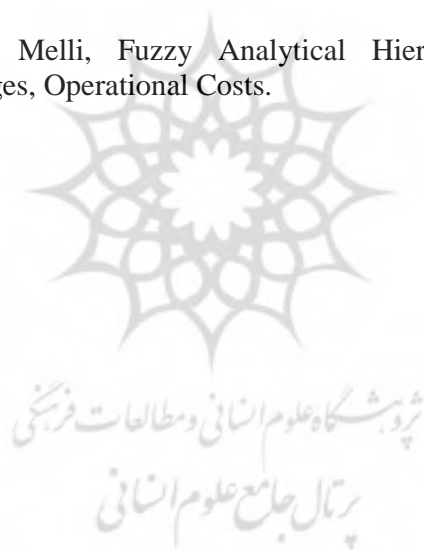 Melli, Fuzzy Analytical Hier
ges, Operational Costs.
پژوهشگاه علوم انسانی و مطالعات فرهنگی
پرتال جامع علوم انسانی